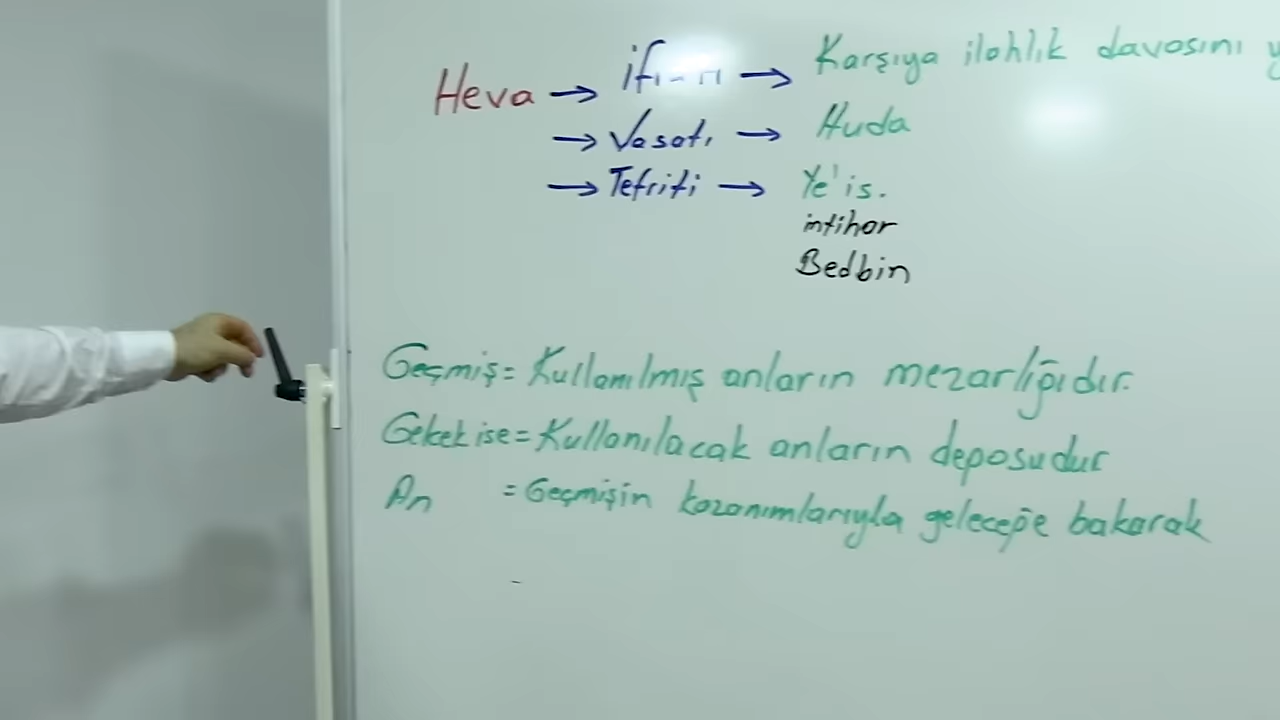 Heva → → Karşıya ilahlık davasını
→ Vasatı → Huda
→ Tefriti → Ye'is.
intihar
Bedbin
Geçmiş = Kullanılmış anların mezarlığıdır.
ise = Kullanılacak anların deposudur
An = Geçmişin kazanımlarıyla geleceğe bakarak